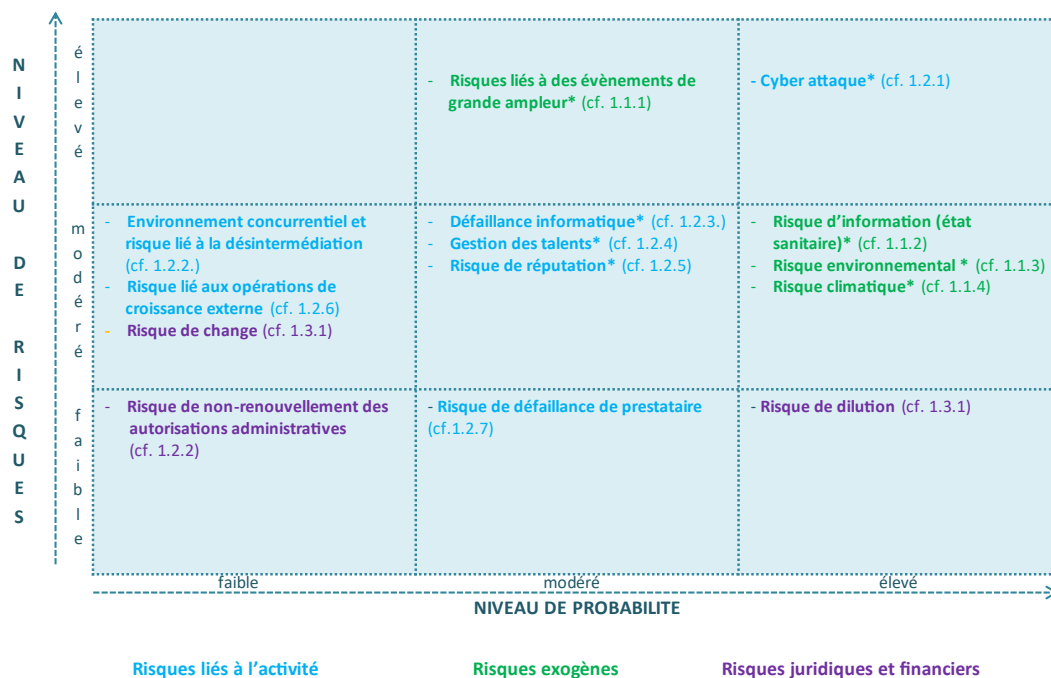 NIVEAU DE RISQUES
élevé
- Risques liés à des évènements de
grande ampleur* (cf. 1.1.1)
- Cyber attaque* (cf. 1.2.1)
modéré
- Environnement concurrentiel et
risque lié à la désintermédiation
(cf. 1.2.2.)
- Risque lié aux opérations de
croissance externe (cf. 1.2.6)
- Risque de change (cf. 1.3.1)
- Défaillance informatique* (cf. 1.2.3.)
- Gestion des talents* (cf. 1.2.4)
- Risque de réputation* (cf. 1.2.5)
- Risque d’information (état
sanitaire)* (cf. 1.1.2)
- Risque environnemental * (cf. 1.1.3)
- Risque climatique* (cf. 1.1.4)
faible
- Risque de non-renouvellement des
autorisations administratives
(cf. 1.2.2)
- Risque de défaillance de prestataire
(cf.1.2.7)
- Risque de dilution (cf. 1.3.1)
faible
modéré
élevé
NIVEAU DE PROBABILITE
Risques liés à l’activité
Risques exogènes
Risques juridiques et financiers